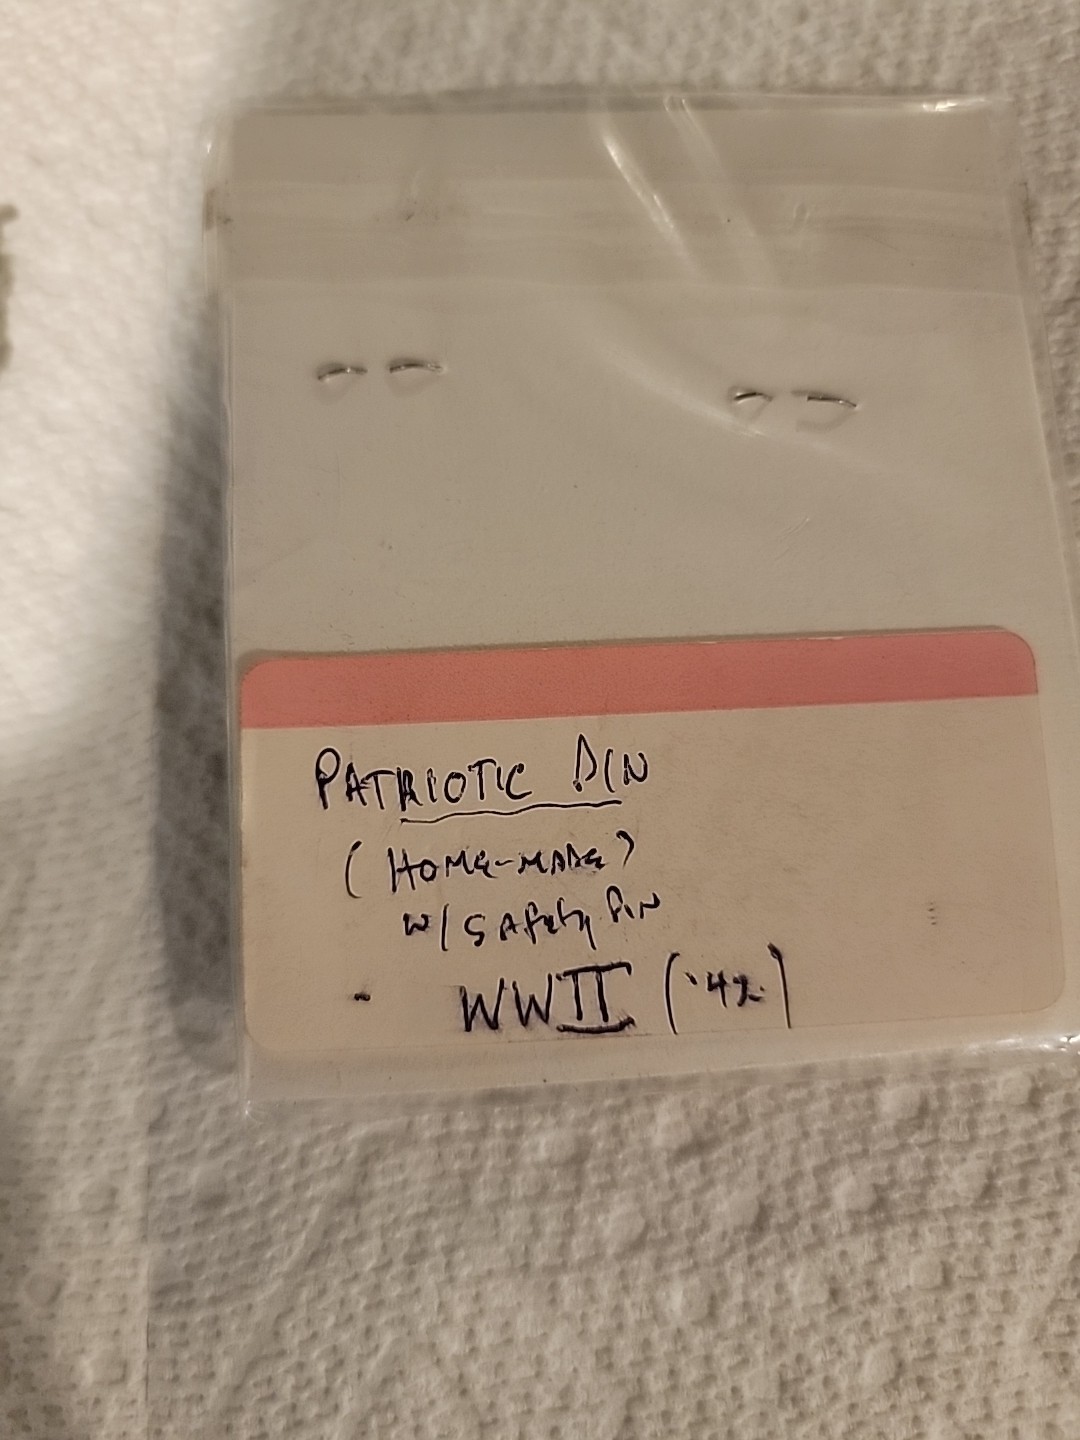 PATRIOTIC PIN
(HOME-MADE)
W/ SAFETY PIN
- WWII ('42)